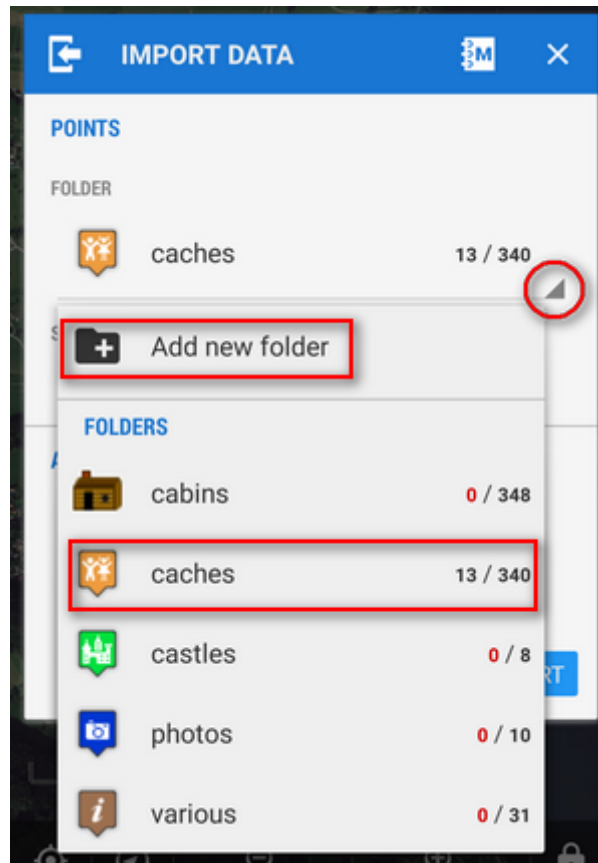 IMPORT DATA
POINTS
FOLDER
caches 13 / 340
Add new folder
FOLDERS
cabins 0 / 348
caches 13 / 340
castles 0 / 8
photos 0 / 10
various 0 / 31